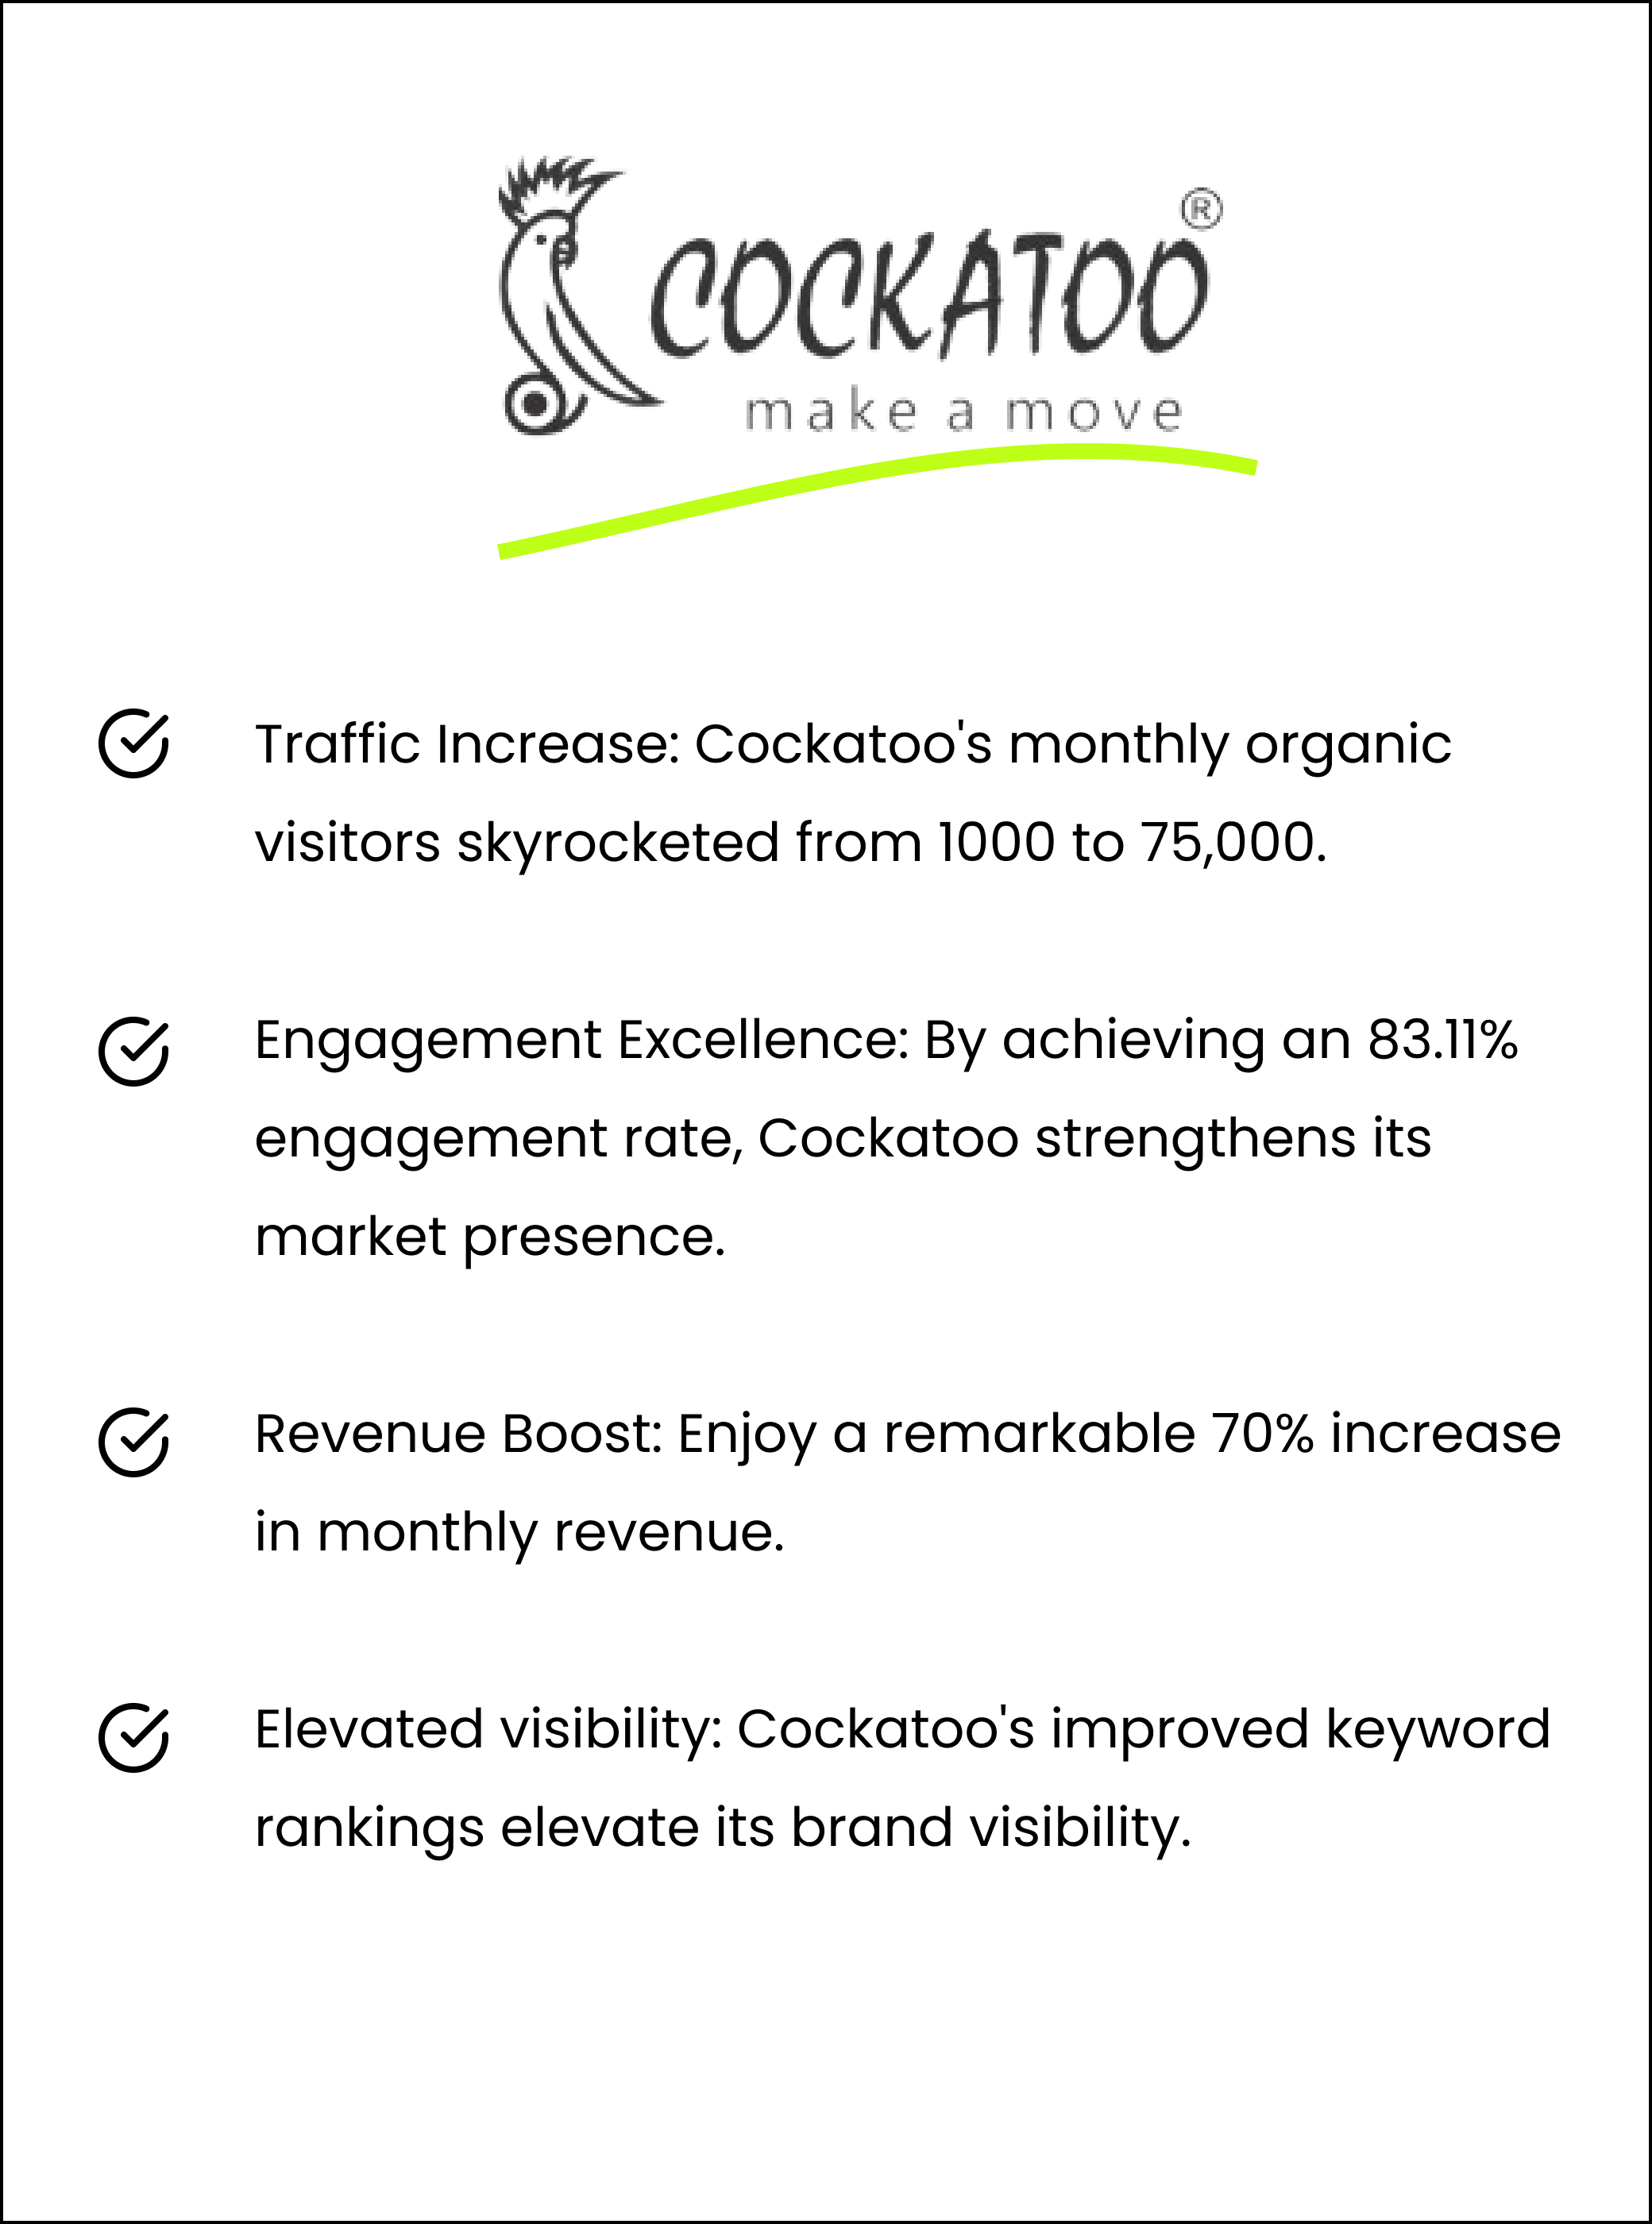 COCKATOO®
make a move
Traffic Increase: Cockatoo's monthly organic
visitors skyrocketed from 1000 to 75,000.
Engagement Excellence: By achieving an 83.11%
engagement rate, Cockatoo strengthens its
market presence.
Revenue Boost: Enjoy a remarkable 70% increase
in monthly revenue.
Elevated visibility: Cockatoo's improved keyword
rankings elevate its brand visibility.